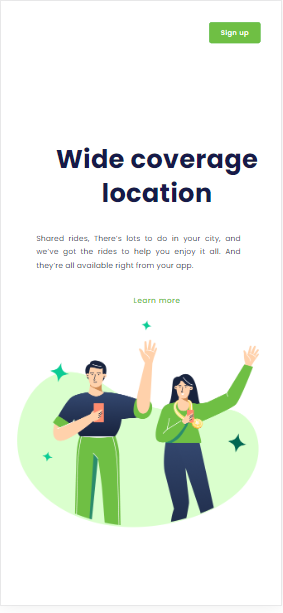 Sign up
Wide coverage
location
Shared rides, There's lots to do in your city, and
we've got the rides to help you enjoy it all. And
they're all available right from your app.
Learn more